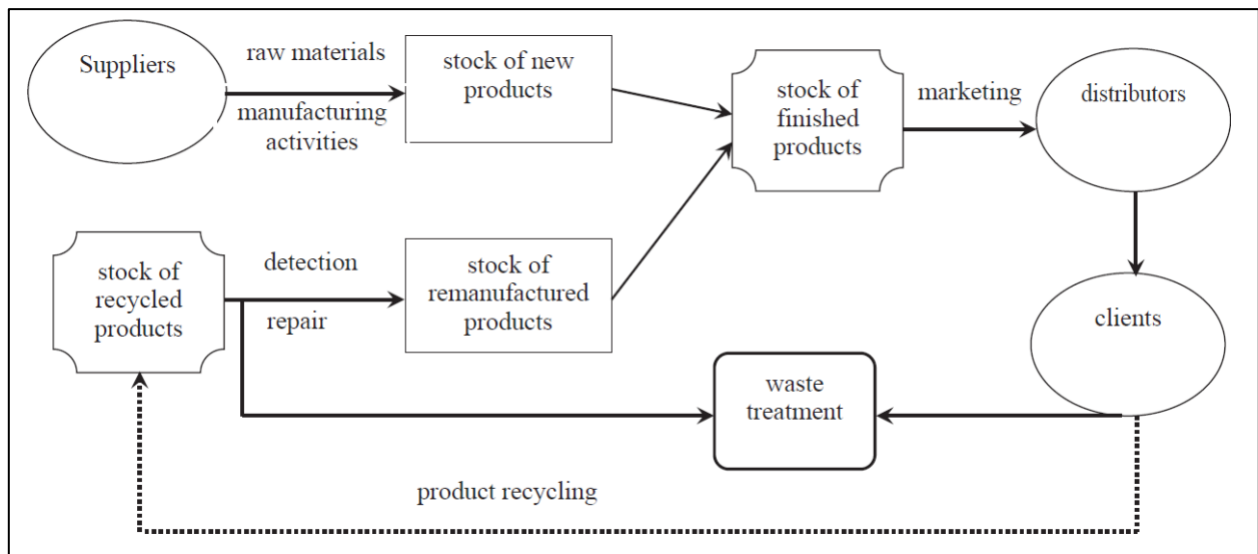 Suppliers
raw materials
manufacturing
activities
stock of new
products
stock of
finished
products
marketing
distributors
stock of
recycled
products
detection
repair
stock of
remanufactured
products
clients
waste
treatment
product recycling